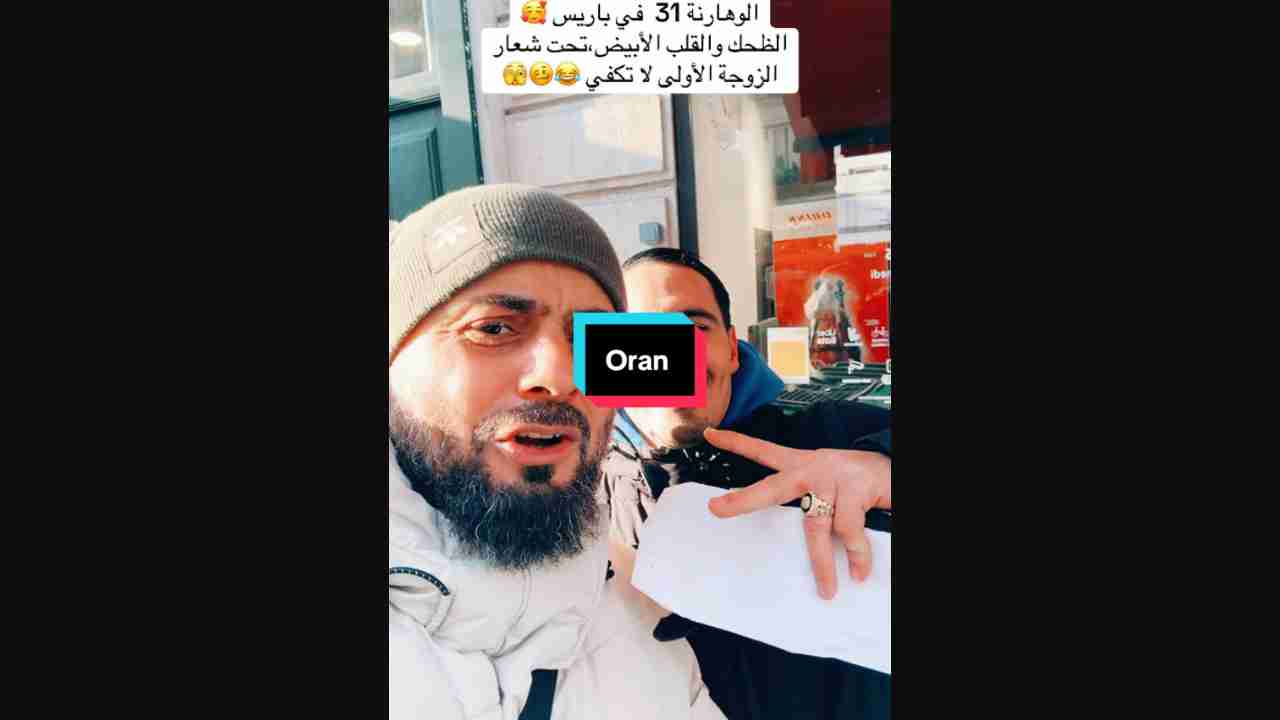 الوهارنة 31 في باريس 🥰
الظحك والقلب الأبيض،تحت شعار
الزوجة الأولى لا تكفي 😂🥴🫣
Oran